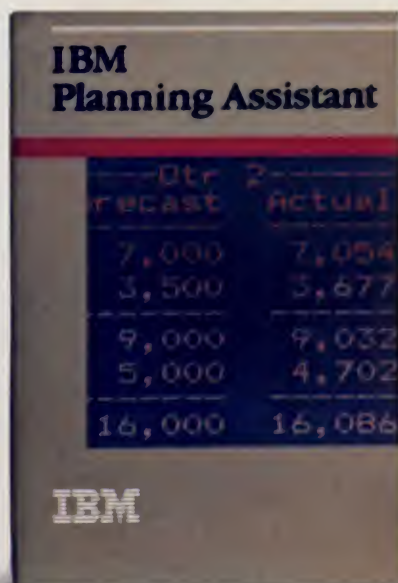 IBM
Planning Assistant
----Qtr 2----
recast Actual
7,000 7,054
3,500 3,677
9,000 9,032
5,000 4,702
16,000 16,086
IBM